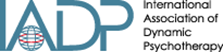 IADP
International
Association of
Dynamic
Psychotherapy